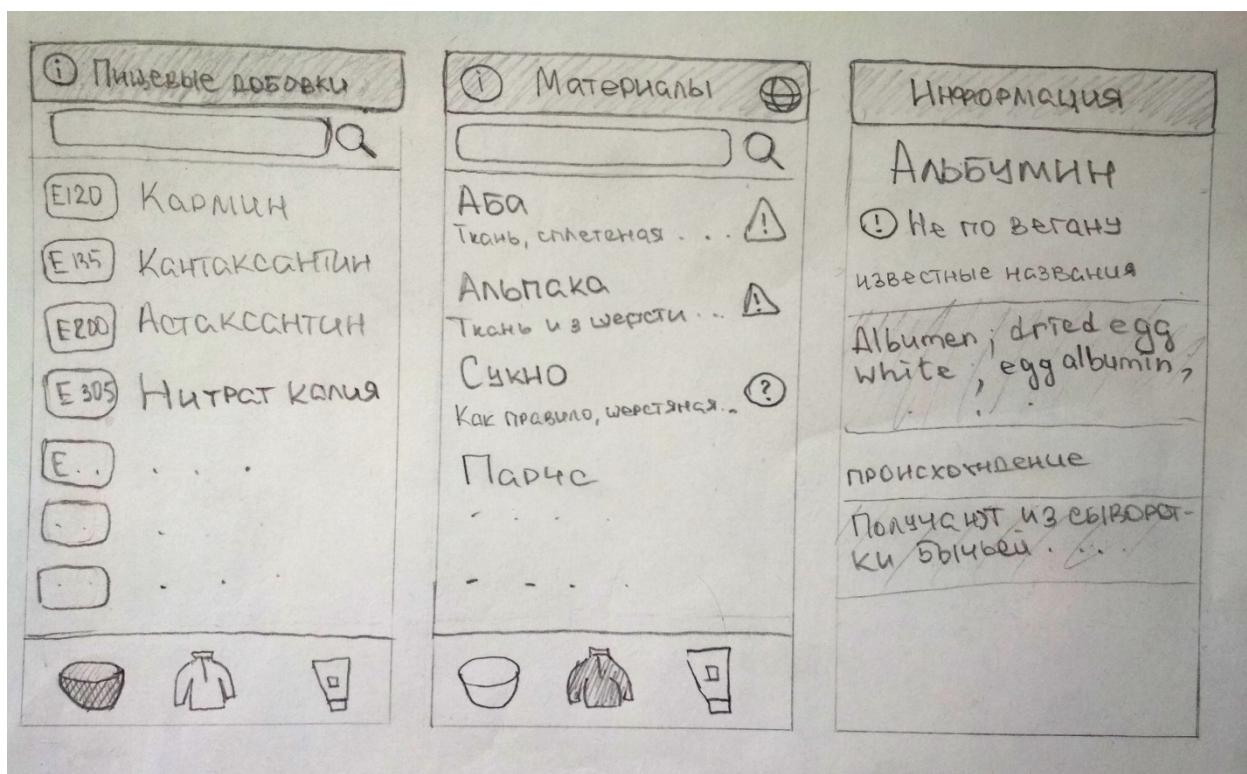 i Пищевые добовки
E120 Кармин
E135 Кантаксантин
E200 Астаксантин
E305 Нитрат калия
E . . . . .
i Материалы
Аба
Ткань, сплетеная . . . !
Альпака
Ткань из шерсти . . . !
Сукно
Как правило, шерстяная.. ?
Парча
Информация
Альбумин
! Не по вегану
известные названия
Albumen, dried egg
white, egg albumin,
. . .
происхождение
Получают из сыворот-
ки бычьей . . . .